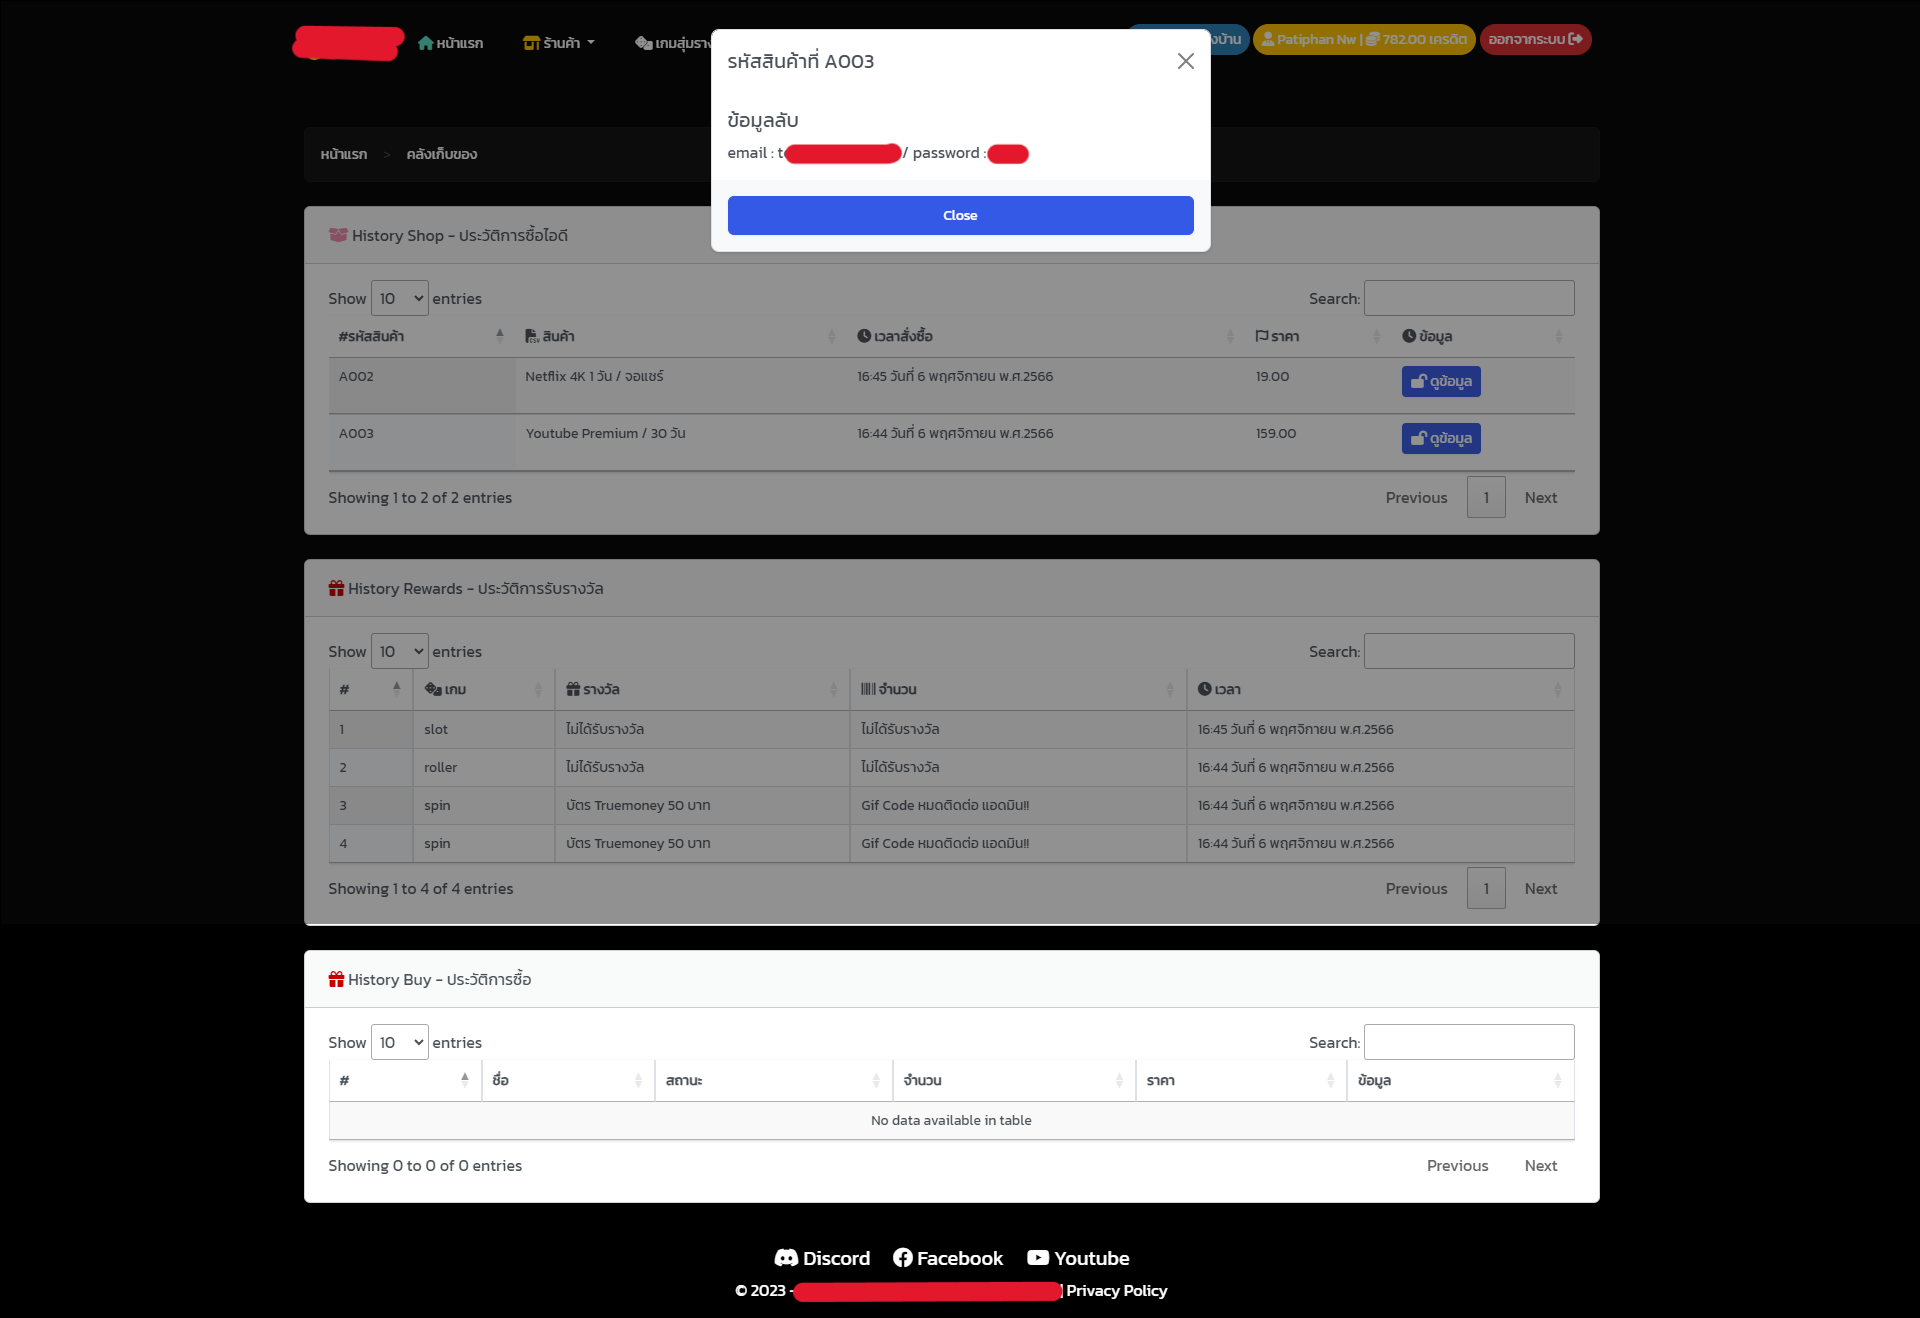 หน้าแรก ร้านค้า เกมสุ่มราง งบ้าน Patiphan Nw | 782.00 เครดิต ออกจากระบบ
รหัสสินค้าที่ A003
ข้อมูลลับ
email : t / password :
Close
หน้าแรก > คลังเก็บของ
History Shop - ประวัติการซื้อไอดี
Show 10 entries Search:
#รหัสสินค้า สินค้า เวลาสั่งซื้อ ราคา ข้อมูล
A002 Netflix 4K 1 วัน / จอแชร์ 16:45 วันที่ 6 พฤศจิกายน พ.ศ.2566 19.00 ดูข้อมูล
A003 Youtube Premium / 30 วัน 16:44 วันที่ 6 พฤศจิกายน พ.ศ.2566 159.00 ดูข้อมูล
Showing 1 to 2 of 2 entries Previous 1 Next
History Rewards - ประวัติการรับรางวัล
Show 10 entries Search:
# เกม รางวัล จำนวน เวลา
1 slot ไม่ได้รับรางวัล ไม่ได้รับรางวัล 16:45 วันที่ 6 พฤศจิกายน พ.ศ.2566
2 roller ไม่ได้รับรางวัล ไม่ได้รับรางวัล 16:44 วันที่ 6 พฤศจิกายน พ.ศ.2566
3 spin บัตร Truemoney 50 บาท Gif Code หมดติดต่อ แอดมิน!! 16:44 วันที่ 6 พฤศจิกายน พ.ศ.2566
4 spin บัตร Truemoney 50 บาท Gif Code หมดติดต่อ แอดมิน!! 16:44 วันที่ 6 พฤศจิกายน พ.ศ.2566
Showing 1 to 4 of 4 entries Previous 1 Next
History Buy - ประวัติการซื้อ
Show 10 entries Search:
# ชื่อ สถานะ จำนวน ราคา ข้อมูล
No data available in table
Showing 0 to 0 of 0 entries Previous Next
Discord Facebook Youtube
© 2023 - | Privacy Policy